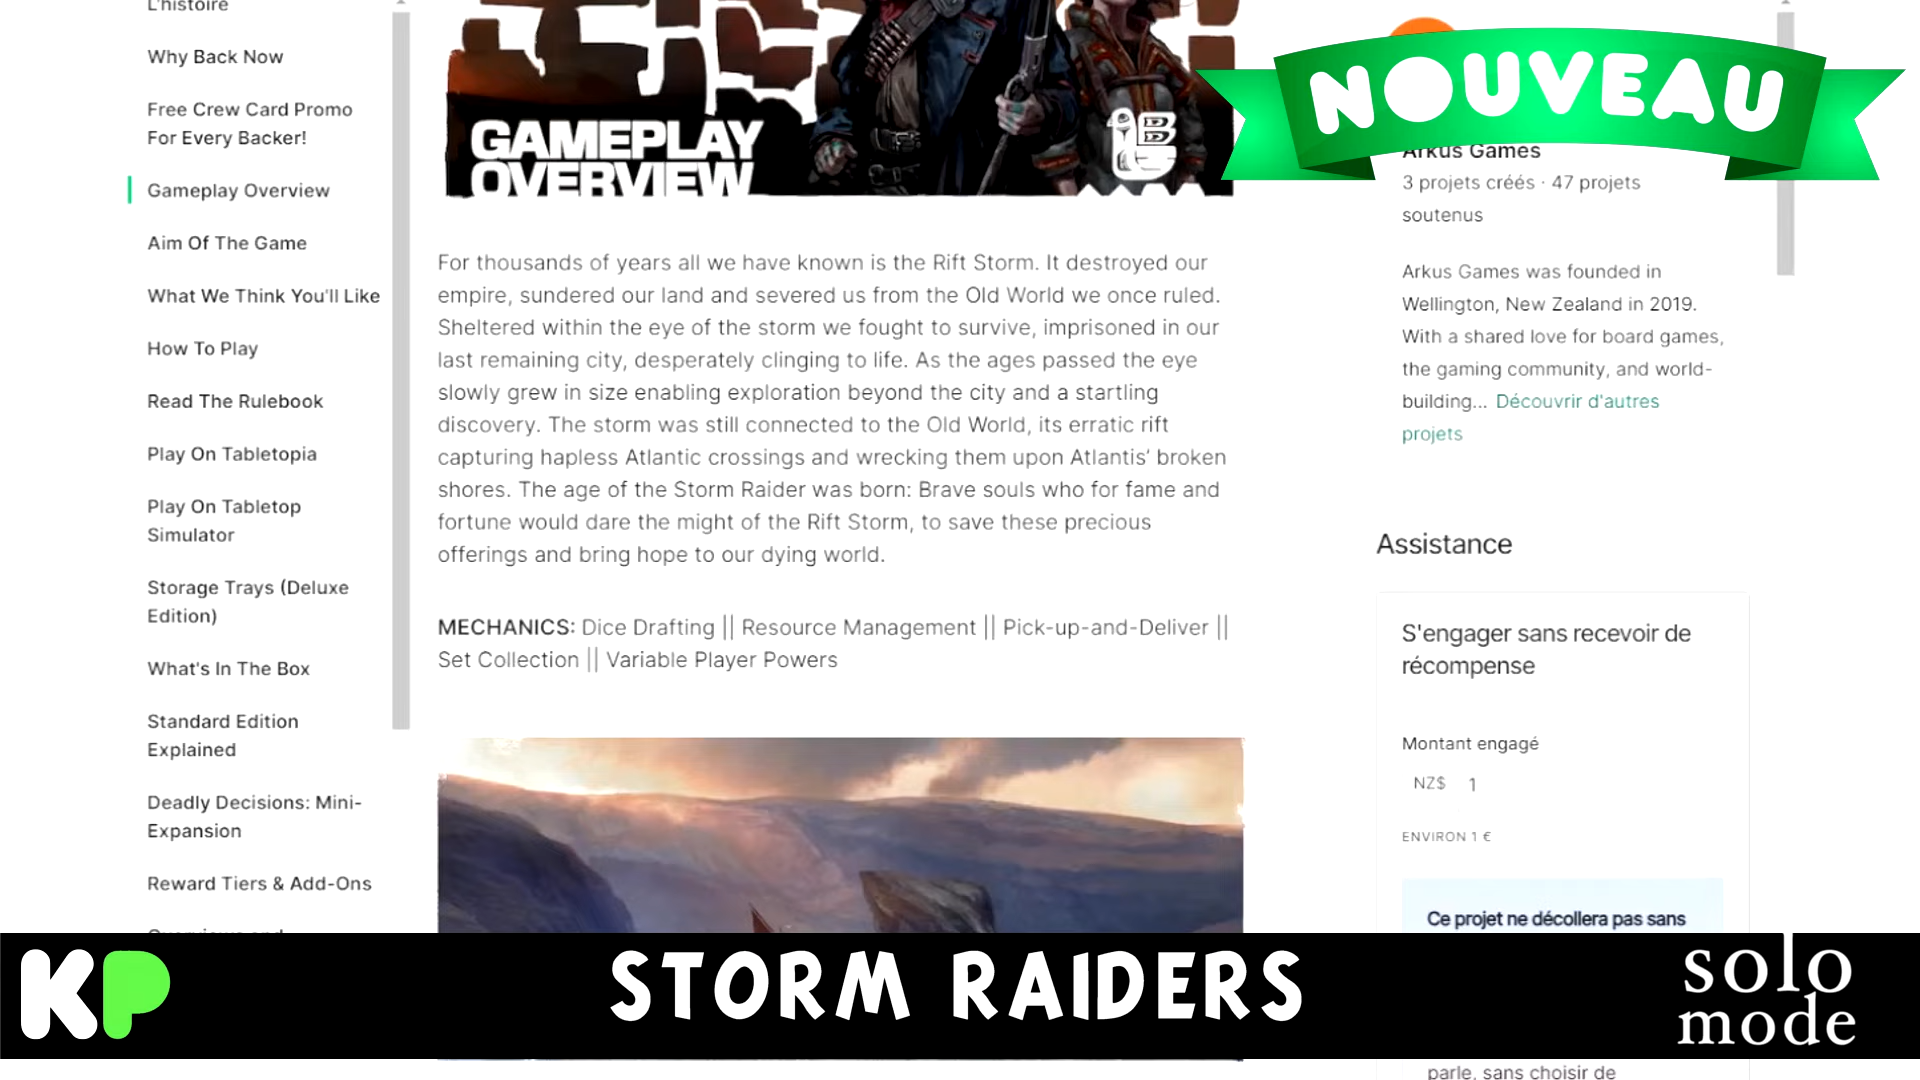 L'histoire
Why Back Now
Free Crew Card Promo
For Every Backer!
Gameplay Overview
Aim Of The Game
What We Think You'll Like
How To Play
Read The Rulebook
Play On Tabletopia
Play On Tabletop
Simulator
Storage Trays (Deluxe
Edition)
What's In The Box
Standard Edition
Explained
Deadly Decisions: Mini-
Expansion
Reward Tiers & Add-Ons
GAMEPLAY
OVERVIEW
For thousands of years all we have known is the Rift Storm. It destroyed our
empire, sundered our land and severed us from the Old World we once ruled.
Sheltered within the eye of the storm we fought to survive, imprisoned in our
last remaining city, desperately clinging to life. As the ages passed the eye
slowly grew in size enabling exploration beyond the city and a startling
discovery. The storm was still connected to the Old World, its erratic rift
capturing hapless Atlantic crossings and wrecking them upon Atlantis’ broken
shores. The age of the Storm Raider was born: Brave souls who for fame and
fortune would dare the might of the Rift Storm, to save these precious
offerings and bring hope to our dying world.
MECHANICS: Dice Drafting || Resource Management || Pick-up-and-Deliver ||
Set Collection || Variable Player Powers
NOUVEAU
Arkus Games
3 projets créés · 47 projets
soutenus
Arkus Games was founded in
Wellington, New Zealand in 2019.
With a shared love for board games,
the gaming community, and world-
building... Découvrir d'autres
projets
Assistance
S'engager sans recevoir de
récompense
Montant engagé
NZ$ 1
ENVIRON 1 €
Ce projet ne décollera pas sans
KP
STORM RAIDERS
solo
mode
parle, sans choisir de